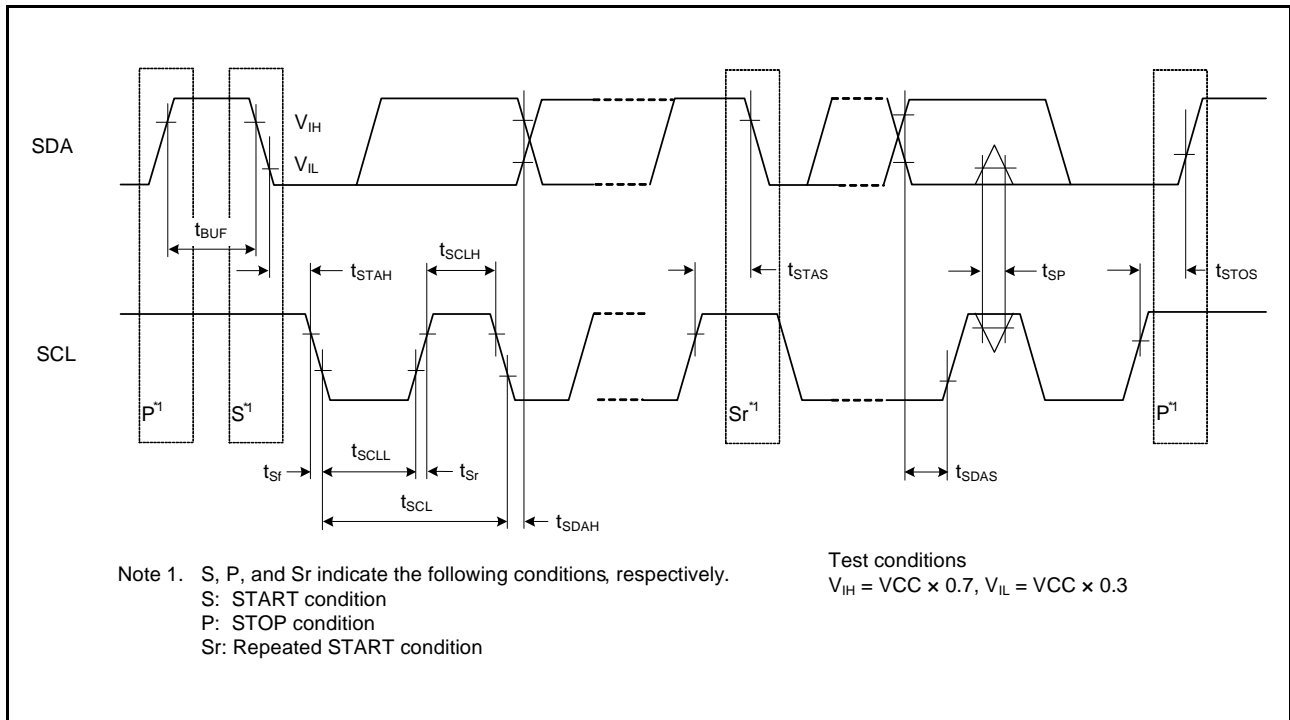 SDA
V_IH
V_IL
t_BUF
t_STAH
t_SCLH
t_STAS
t_SP
t_STOS
SCL
P*1
S*1
Sr*1
P*1
t_Sf
t_SCLL
t_Sr
t_SCL
t_SDAH
t_SDAS
Note 1. S, P, and Sr indicate the following conditions, respectively.
S: START condition
P: STOP condition
Sr: Repeated START condition
Test conditions
V_IH = VCC × 0.7, V_IL = VCC × 0.3